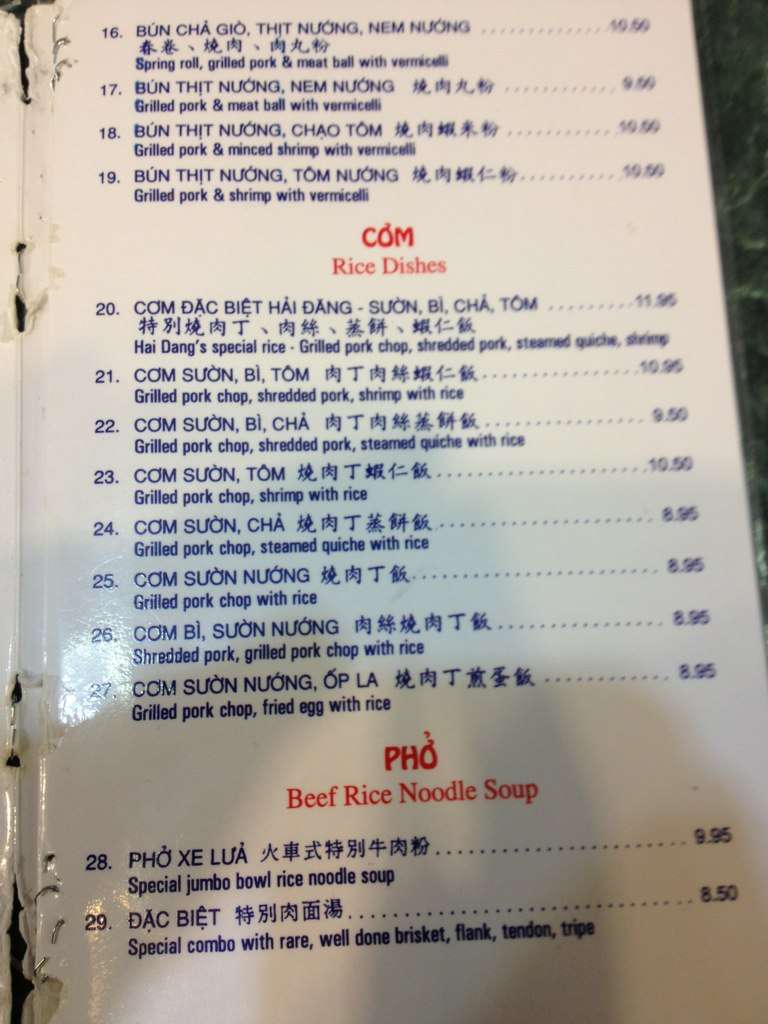 16. BÚN CHẢ GIÒ, THỊT NƯỚNG, NEM NƯỚNG ................. 10.50
春卷、燒肉、肉丸粉
Spring roll, grilled pork & meat ball with vermicelli
17. BÚN THỊT NƯỚNG, NEM NƯỚNG 燒肉丸粉 ............ 9.50
Grilled pork & meat ball with vermicelli
18. BÚN THỊT NƯỚNG, CHẠO TÔM 燒肉蝦米粉 ............ 10.50
Grilled pork & minced shrimp with vermicelli
19. BÚN THỊT NƯỚNG, TÔM NƯỚNG 燒肉蝦仁粉 ............ 10.50
Grilled pork & shrimp with vermicelli
CƠM
Rice Dishes
20. CƠM ĐẶC BIỆT HẢI ĐĂNG - SƯỜN, BÌ, CHẢ, TÔM .......... 11.95
特別燒肉丁、肉絲、蒸餅、蝦仁飯
Hai Dang's special rice - Grilled pork chop, shredded pork, steamed quiche, shrimp
21. CƠM SƯỜN, BÌ, TÔM 肉丁肉絲蝦仁飯 ................ 10.95
Grilled pork chop, shredded pork, shrimp with rice
22. CƠM SƯỜN, BÌ, CHẢ 肉丁肉絲蒸餅飯 ................ 9.50
Grilled pork chop, shredded pork, steamed quiche with rice
23. CƠM SƯỜN, TÔM 燒肉丁蝦仁飯 ..................... 10.50
Grilled pork chop, shrimp with rice
24. CƠM SƯỜN, CHẢ 燒肉丁蒸餅飯 ..................... 8.95
Grilled pork chop, steamed quiche with rice
25. CƠM SƯỜN NƯỚNG 燒肉丁飯 ....................... 8.95
Grilled pork chop with rice
26. CƠM BÌ, SƯỜN NƯỚNG 肉絲燒肉丁飯 ................ 8.95
Shredded pork, grilled pork chop with rice
27. CƠM SƯỜN NƯỚNG, ỐP LA 燒肉丁煎蛋飯 ............ 8.95
Grilled pork chop, fried egg with rice
PHỞ
Beef Rice Noodle Soup
28. PHỞ XE LƯẢ 火車式特別牛肉粉 ........................ 9.95
Special jumbo bowl rice noodle soup
29. ĐẶC BIỆT 特別肉面湯 ................................ 8.50
Special combo with rare, well done brisket, flank, tendon, tripe